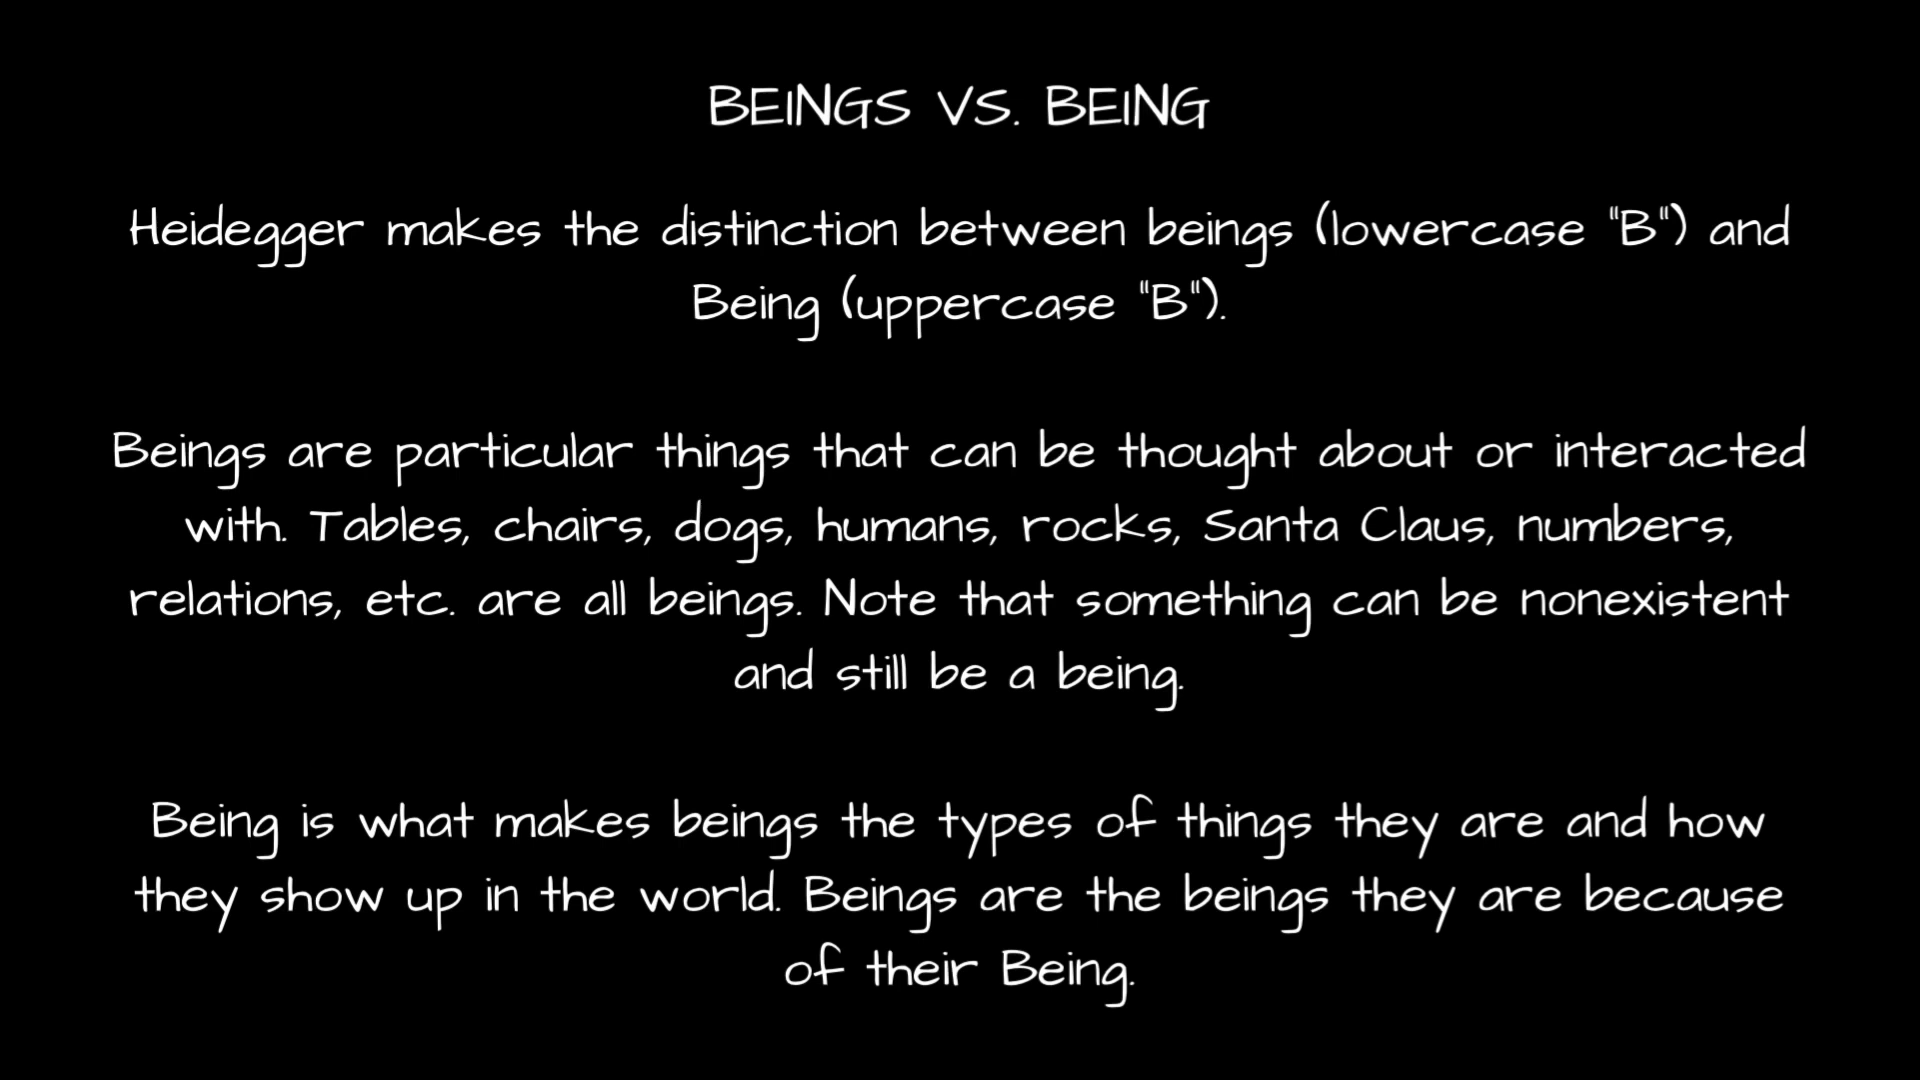 BEINGS VS. BEING
Heidegger makes the distinction between beings (lowercase "B") and
Being (uppercase "B").
Beings are particular things that can be thought about or interacted
with. Tables, chairs, dogs, humans, rocks, Santa Claus, numbers,
relations, etc. are all beings. Note that something can be nonexistent
and still be a being.
Being is what makes beings the types of things they are and how
they show up in the world. Beings are the beings they are because
of their Being.